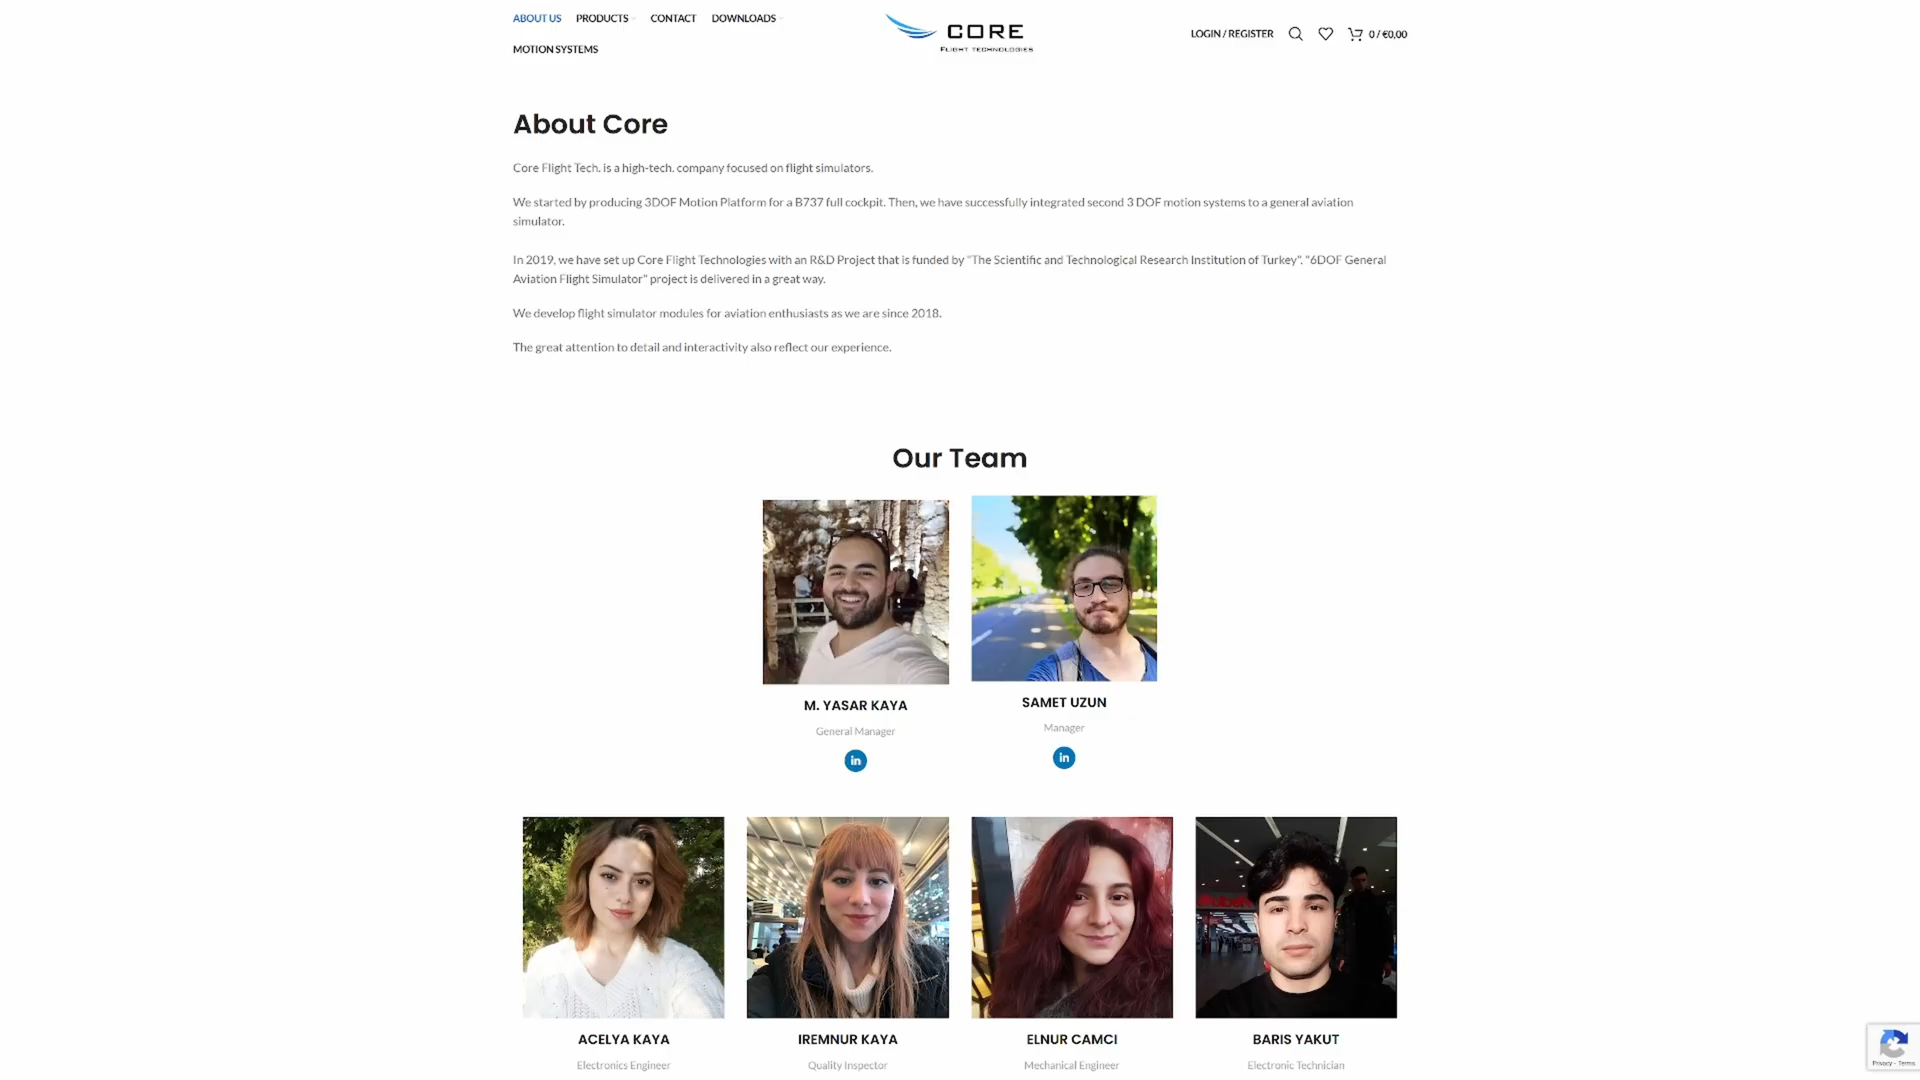 ABOUT US PRODUCTS CONTACT DOWNLOADS
MOTION SYSTEMS
CORE
FLIGHT TECHNOLOGIES
LOGIN / REGISTER
0 / €0,00
About Core
Core Flight Tech. is a high-tech. company focused on flight simulators.
We started by producing 3DOF Motion Platform for a B737 full cockpit. Then, we have successfully integrated second 3 DOF motion systems to a general aviation
simulator.
In 2019, we have set up Core Flight Technologies with an R&D Project that is funded by "The Scientific and Technological Research Institution of Turkey". "6DOF General
Aviation Flight Simulator" project is delivered in a great way.
We develop flight simulator modules for aviation enthusiasts as we are since 2018.
The great attention to detail and interactivity also reflect our experience.
Our Team
M. YASAR KAYA
General Manager
in
SAMET UZUN
Manager
in
ACELYA KAYA
Electronics Engineer
IREMNUR KAYA
Quality Inspector
ELNUR CAMCI
Mechanical Engineer
BARIS YAKUT
Electronic Technician
Privacy - Terms